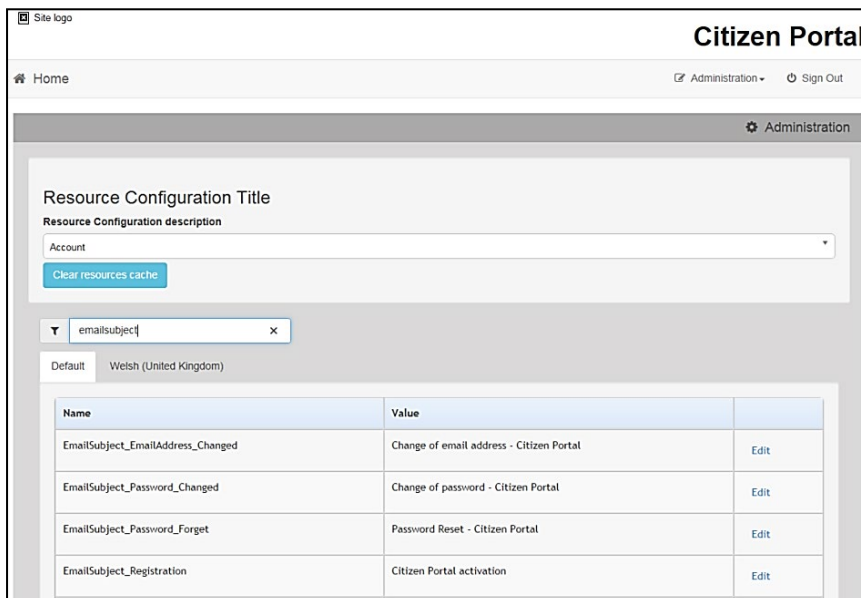 Site logo
Citizen Portal
Home
Administration
Sign Out
Administration
Resource Configuration Title
Resource Configuration description
Account
Clear resources cache
emailsubject
Default Welsh (United Kingdom)
Name Value
EmailSubject_EmailAddress_Changed Change of email address - Citizen Portal Edit
EmailSubject_Password_Changed Change of password - Citizen Portal Edit
EmailSubject_Password_Forget Password Reset - Citizen Portal Edit
EmailSubject_Registration Citizen Portal activation Edit